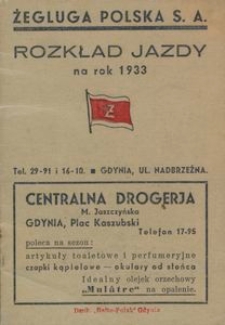 ŻEGLUGA POLSKA S. A.
ROZKŁAD JAZDY
na rok 1933
Ż
Tel. 29-91 i 16-10. ■ GDYNIA, UL. NADBRZEŻNA.
CENTRALNA DROGERJA
M. Jaszczyńska
GDYNIA, Plac Kaszubski
Telefon 17-95
poleca na sezon:
artykuły toaletowe i perfumeryjne
czapki kąpielowe — okulary od słońca
Idealny olejek orzechowy
„Mulâtre" na opalenie.
Gdynia